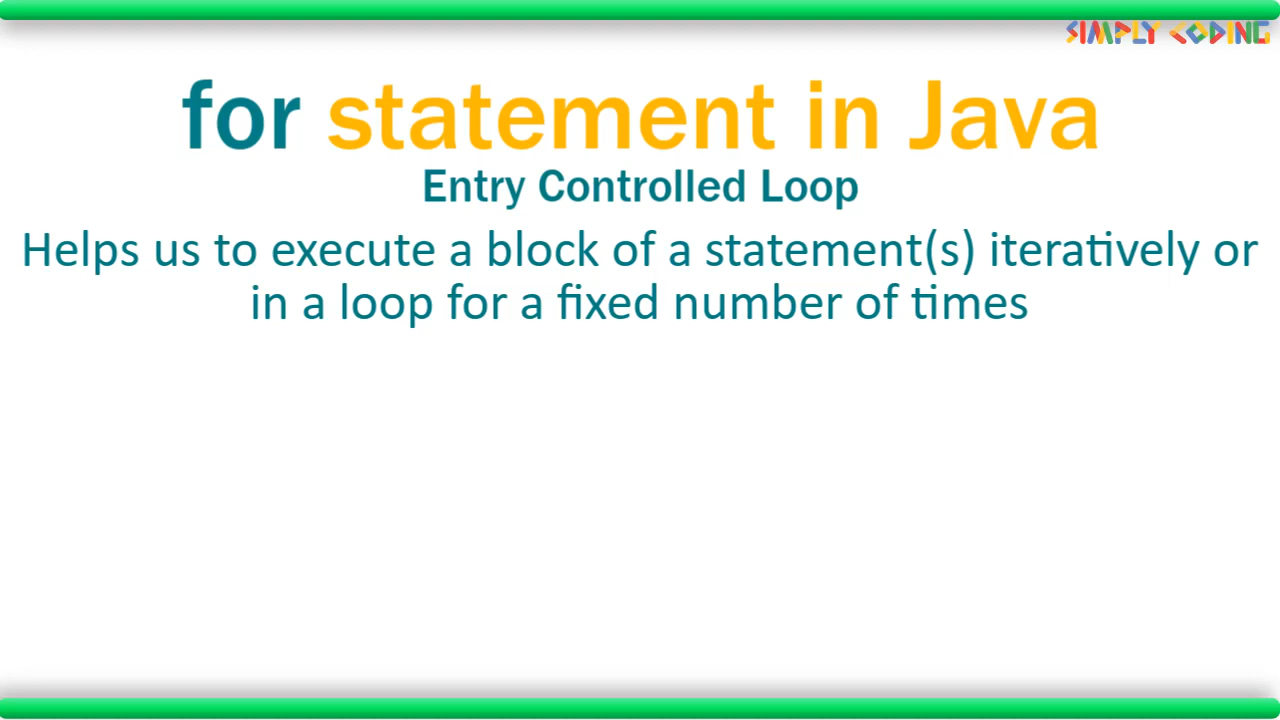 SIMPLY CODING
for statement in Java
Entry Controlled Loop
Helps us to execute a block of a statement(s) iteratively or
in a loop for a fixed number of times